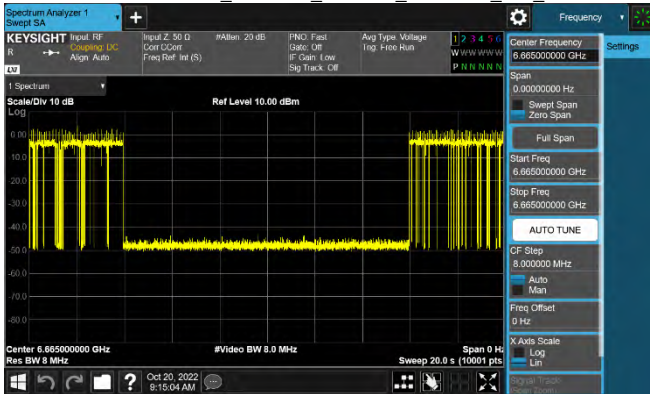 Spectrum Analyzer 1
Swept SA
Frequency
KEYSIGHT
R
LXI
Input: RF
Coupling: DC
Align: Auto
Input Z: 50 Ω
Corr CCorr
Freq Ref: Int (S)
#Atten: 20 dB
PNO: Fast
Gate: Off
IF Gain: Low
Sig Track: Off
Avg Type: Voltage
Trig: Free Run
1 2 3 4 5 6
W W W W W W
P N N N N N
Center Frequency
6.665000000 GHz
Settings
Span
0.00000000 Hz
Swept Span
Zero Span
Full Span
Start Freq
6.665000000 GHz
Stop Freq
6.665000000 GHz
AUTO TUNE
CF Step
8.000000 MHz
Auto
Man
Freq Offset
0 Hz
X Axis Scale
Log
Lin
Signal Track
(Span Zoom)
1 Spectrum
Scale/Div 10 dB
Ref Level 10.00 dBm
Log
0.00
-10.0
-20.0
-30.0
-40.0
-50.0
-60.0
-70.0
-80.0
Center 6.665000000 GHz
#Video BW 8.0 MHz
Span 0 Hz
Res BW 8 MHz
Sweep 20.0 s (10001 pts
?
Oct 20, 2022
9:15:04 AM